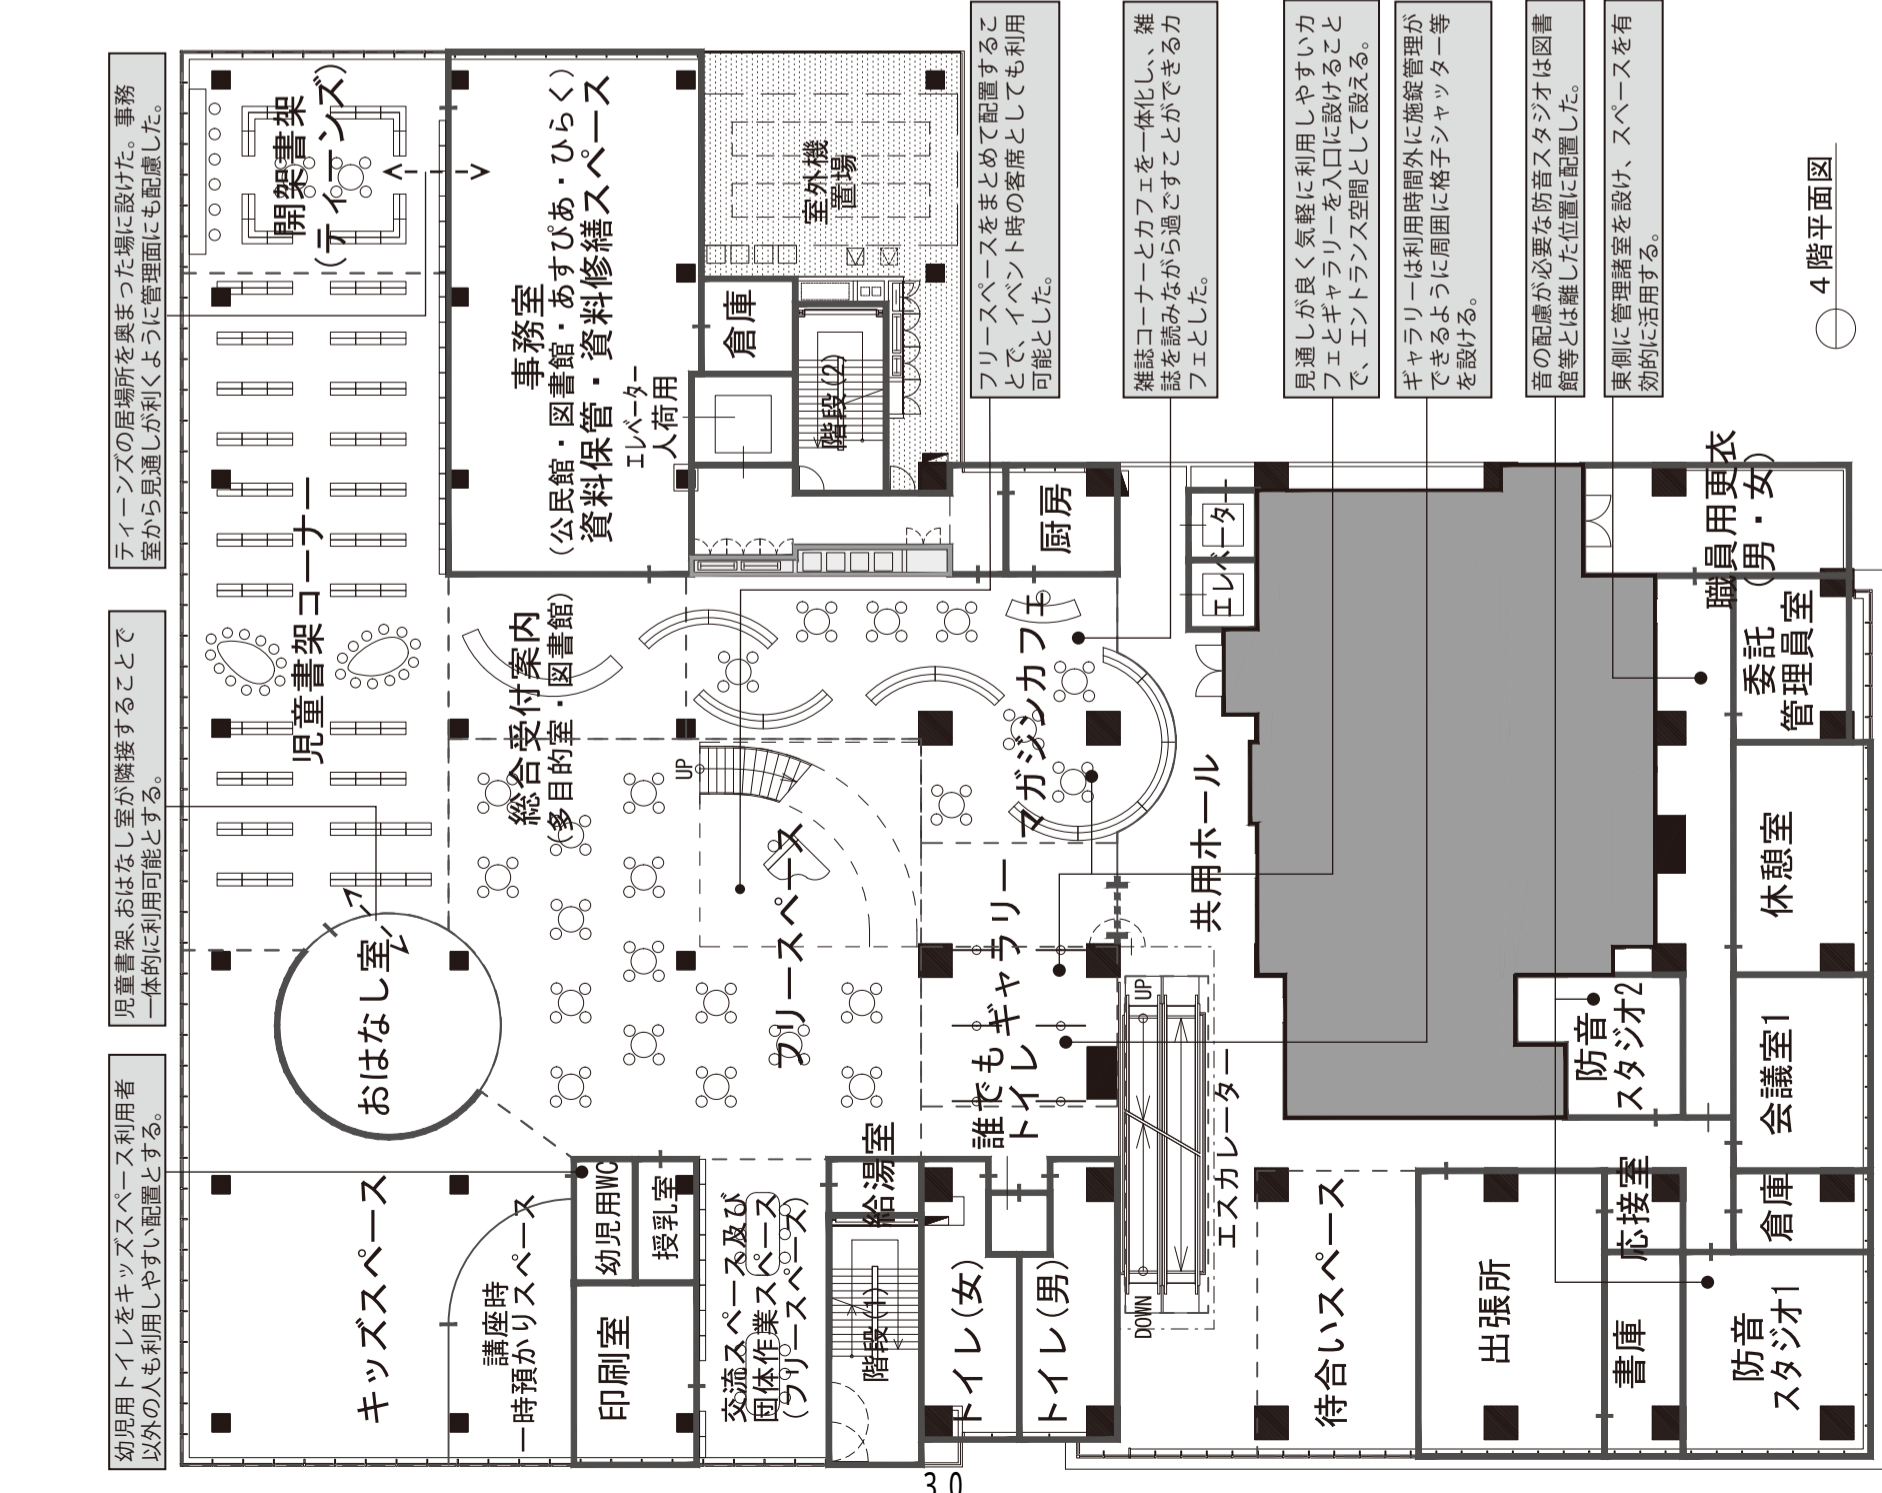 ティーンズの居場所を奥まった場に設けた。事務
室から見通しが利くように管理面にも配慮した。
児童書架、おはなし室が隣接することで
一体的に利用可能とする。
幼児用トイレをキッズスペース利用者
以外の人も利用しやすい配置とする。
フリースペースをまとめて配置するこ
とで、イベント時の客席としても利用
可能とした。
雑誌コーナーとカフェを一体化し、雑
誌を読みながら過ごすことができるカ
フェとした。
見通しが良く気軽に利用しやすいカ
フェとギャラリーを入口に設けること
で、エントランス空間として設える。
ギャラリーは利用時間外に施錠管理が
できるように周囲に格子シャッター等
を設ける。
音の配慮が必要な防音スタジオは図書
館等とは離した位置に配置した。
東側に管理諸室を設け、スペースを有
効的に活用する。
4階平面図
開架書架
(ティーンズ)
児童書架コーナー
おはなし室
キッズスペース
講座時
一時預かりスペース
事務室
(公民館・図書館・あすぴあ・ひらく)
資料保管・資料修繕スペース
エレベーター
人荷用
倉庫
階段(2)
室外機
置場
総合受付案内
(多目的室・図書館)
UP
フリースペース
幼児用WC
授乳室
印刷室
交流スペース及び
団体作業スペース
(フリースペース)
給湯室
階段(1)
厨房
マガジンカフェ
ギャラリー
誰でも
トイレ
トイレ(女)
トイレ(男)
エレベーター
共用ホール
UP
DOWN
エスカレーター
待合いスペース
出張所
応接室
書庫
防音
スタジオ2
防音
スタジオ1
職員用更衣
(男・女)
委託
管理員室
休憩室
会議室1
倉庫
30